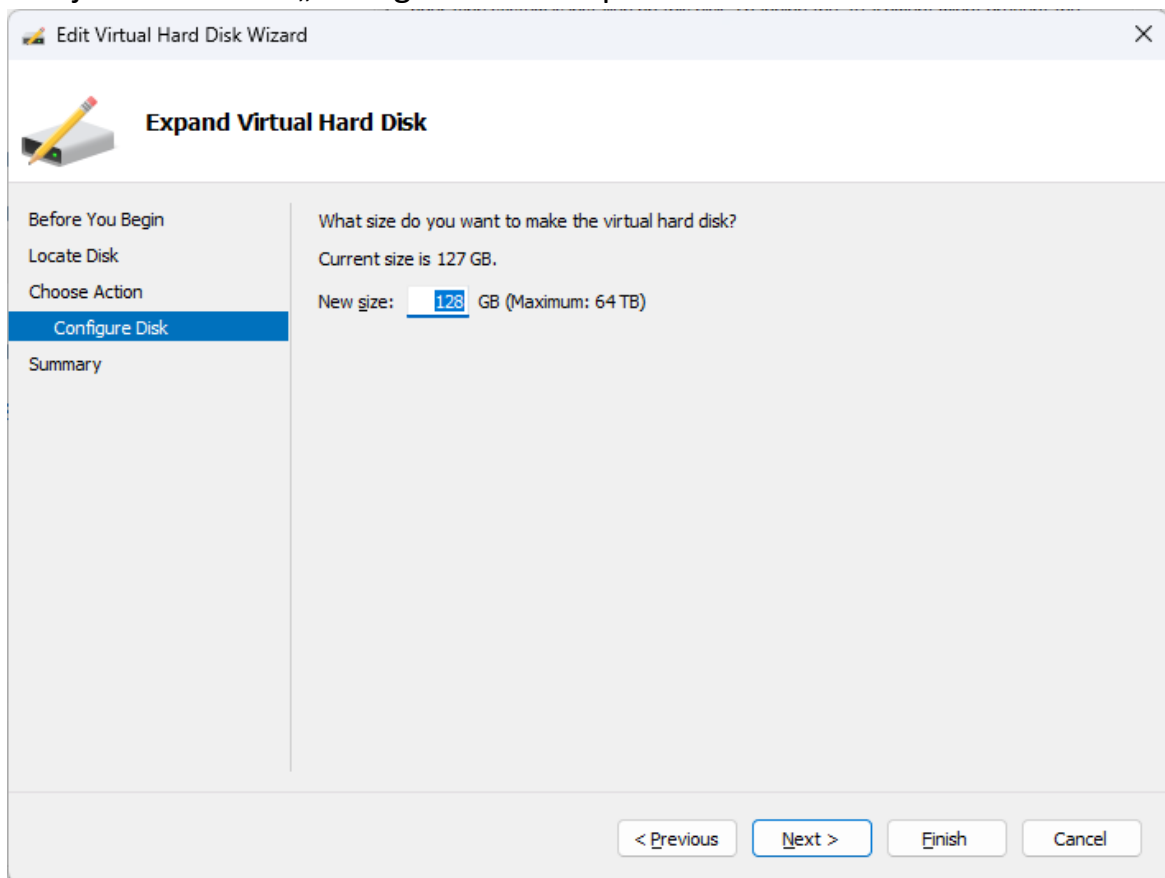 Edit Virtual Hard Disk Wizard
Expand Virtual Hard Disk
Before You Begin
Locate Disk
Choose Action
Configure Disk
Summary
What size do you want to make the virtual hard disk?
Current size is 127 GB.
New size: 128 GB (Maximum: 64 TB)
< Previous
Next >
Finish
Cancel